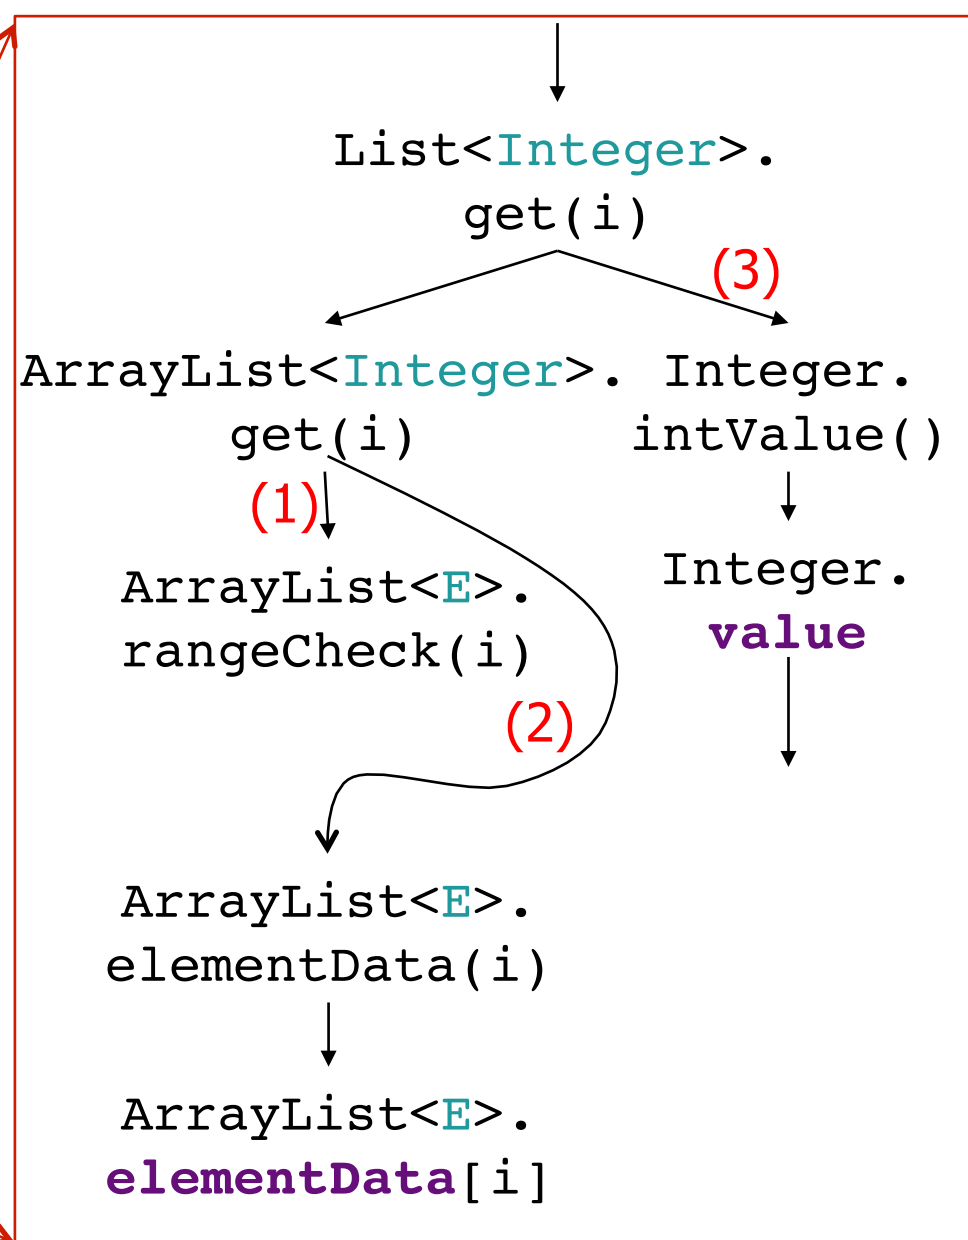 List<Integer>.
get(i)
(3)
ArrayList<Integer>.
get(i)
Integer.
intValue()
(1)
ArrayList<E>.
rangeCheck(i)
Integer.
value
(2)
ArrayList<E>.
elementData(i)
ArrayList<E>.
elementData[i]